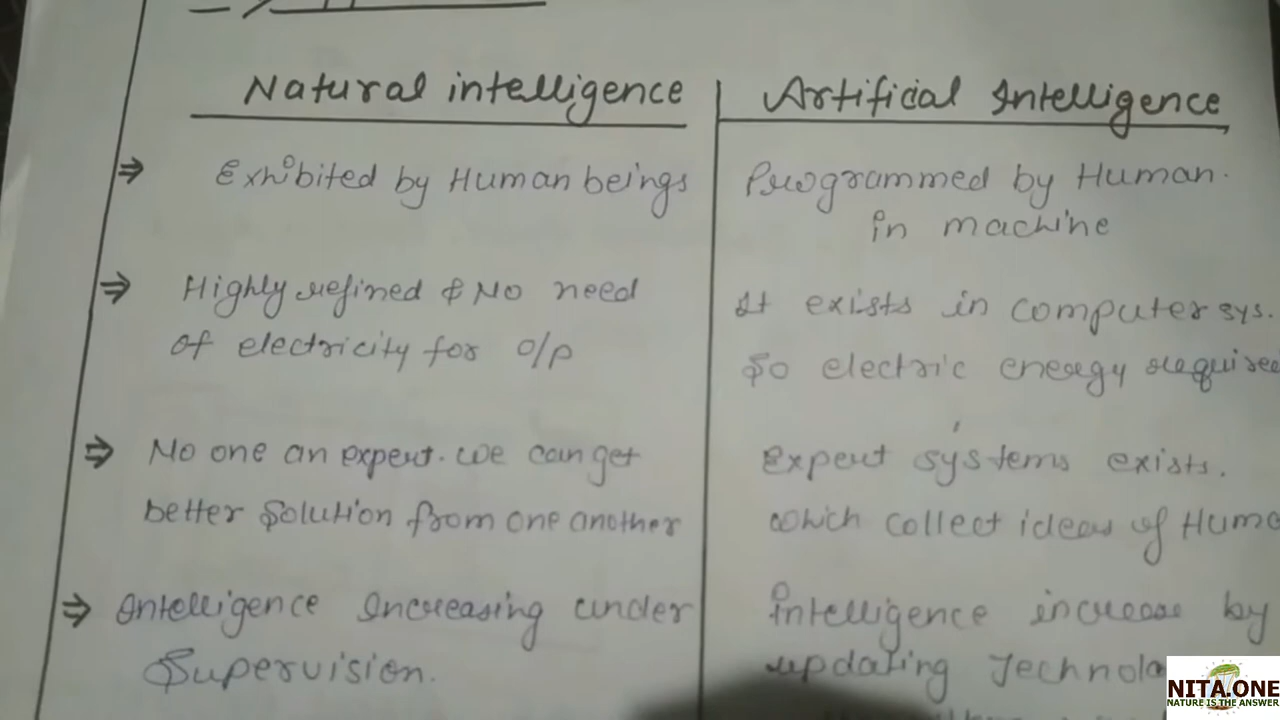 Natural intelligence
Exhibited by Human beings
Highly refined & No need
of electricity for o/p
No one an expert. We can get
better solution from one another
Intelligence Increasing under
Supervision.
Artificial Intelligence
Programmed by Human.
in machine
It exists in computer sys.
So electric energy required
Expert systems exists.
which collect ideas of Huma
intelligence increase by
updating Technolo
NITA.ONE
NATURE IS THE ANSWER